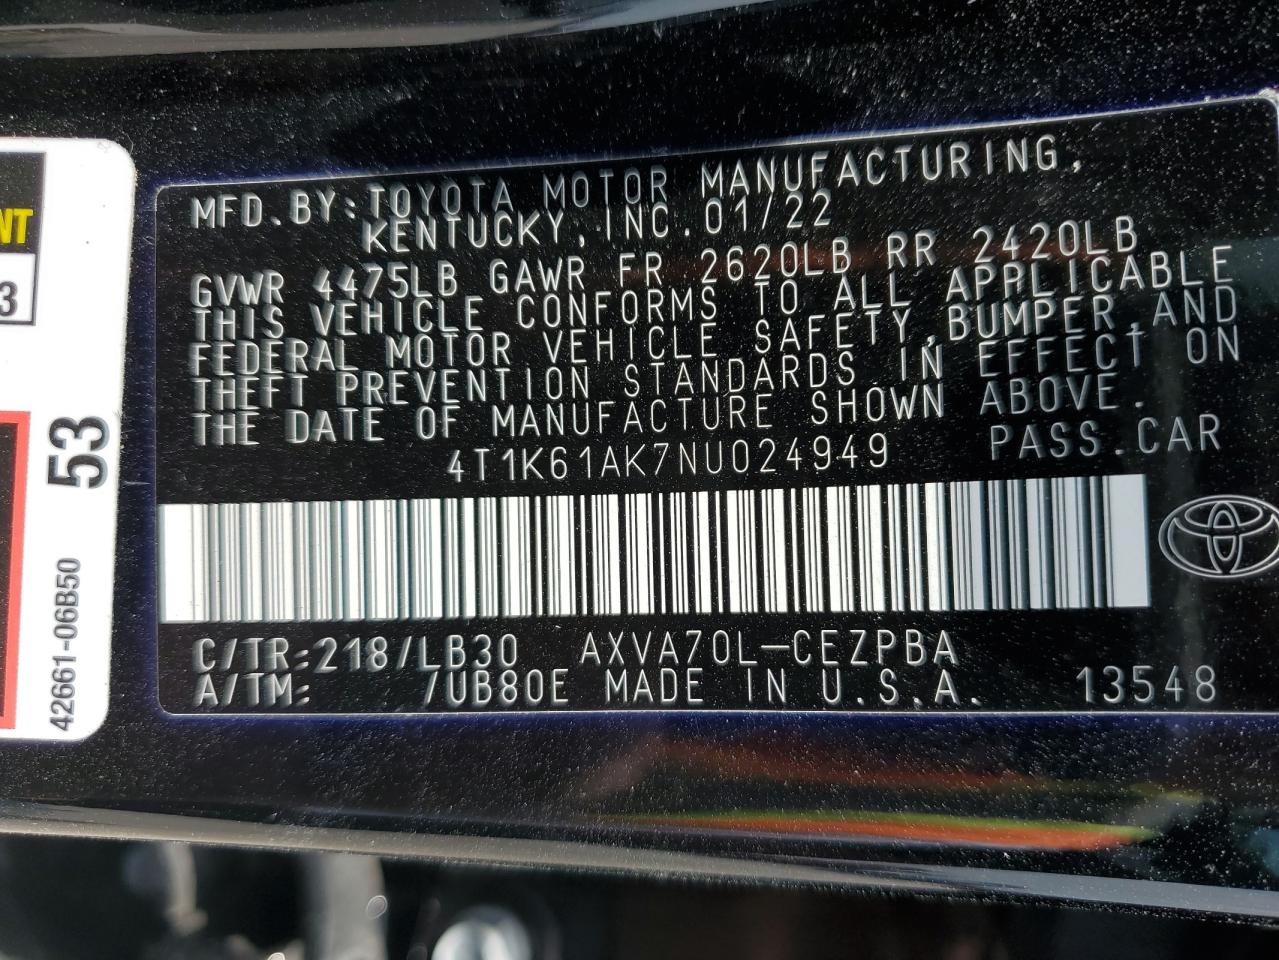 MFD.BY:TOYOTA MOTOR MANUFACTURING,
KENTUCKY, INC. 01/22
GVWR 4475LB GAWR FR 2620LB RR 2420LB
THIS VEHICLE CONFORMS TO ALL APPLICABLE
FEDERAL MOTOR VEHICLE SAFETY,BUMPER,AND
THEFT PREVENTION STANDARDS IN EFFECT ON
THE DATE OF MANUFACTURE SHOWN ABOVE.
4T1K61AK7NU024949 PASS.CAR
C/TR:218/LB30 AXVA70L-CEZPBA
A/TM: /UB80E MADE IN U.S.A. 13548
NT
3
53
42661-06B50